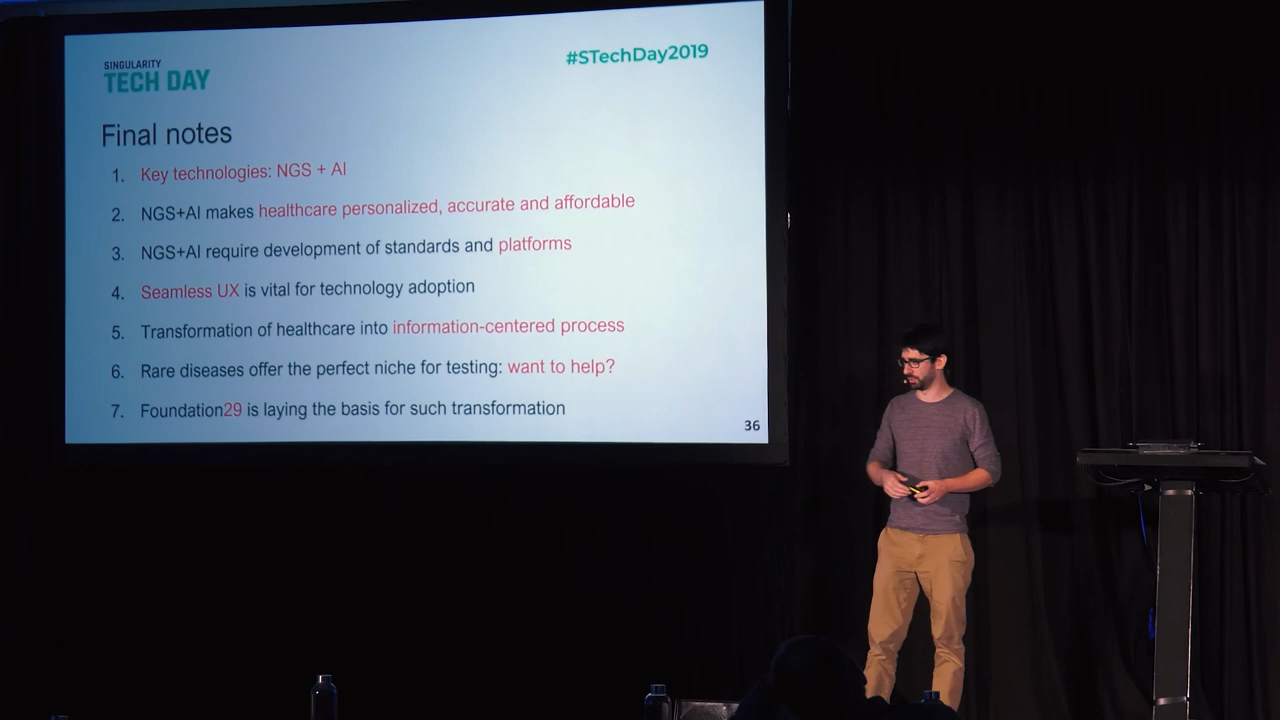 SINGULARITY
TECH DAY
#STechDay2019
Final notes
1. Key technologies: NGS + AI
2. NGS+AI makes healthcare personalized, accurate and affordable
3. NGS+AI require development of standards and platforms
4. Seamless UX is vital for technology adoption
5. Transformation of healthcare into information-centered process
6. Rare diseases offer the perfect niche for testing: want to help?
7. Foundation29 is laying the basis for such transformation
36